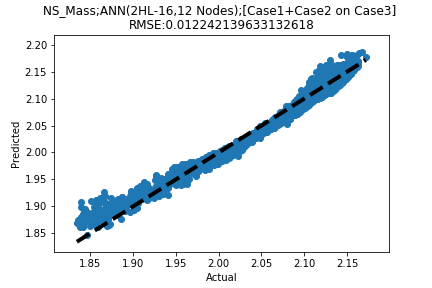 NS_Mass;ANN(2HL-16,12 Nodes);[Case1+Case2 on Case3]
RMSE:0.012242139633132618
2.20
2.15
2.10
2.05
2.00
1.95
1.90
1.85
Predicted
1.85 1.90 1.95 2.00 2.05 2.10 2.15
Actual